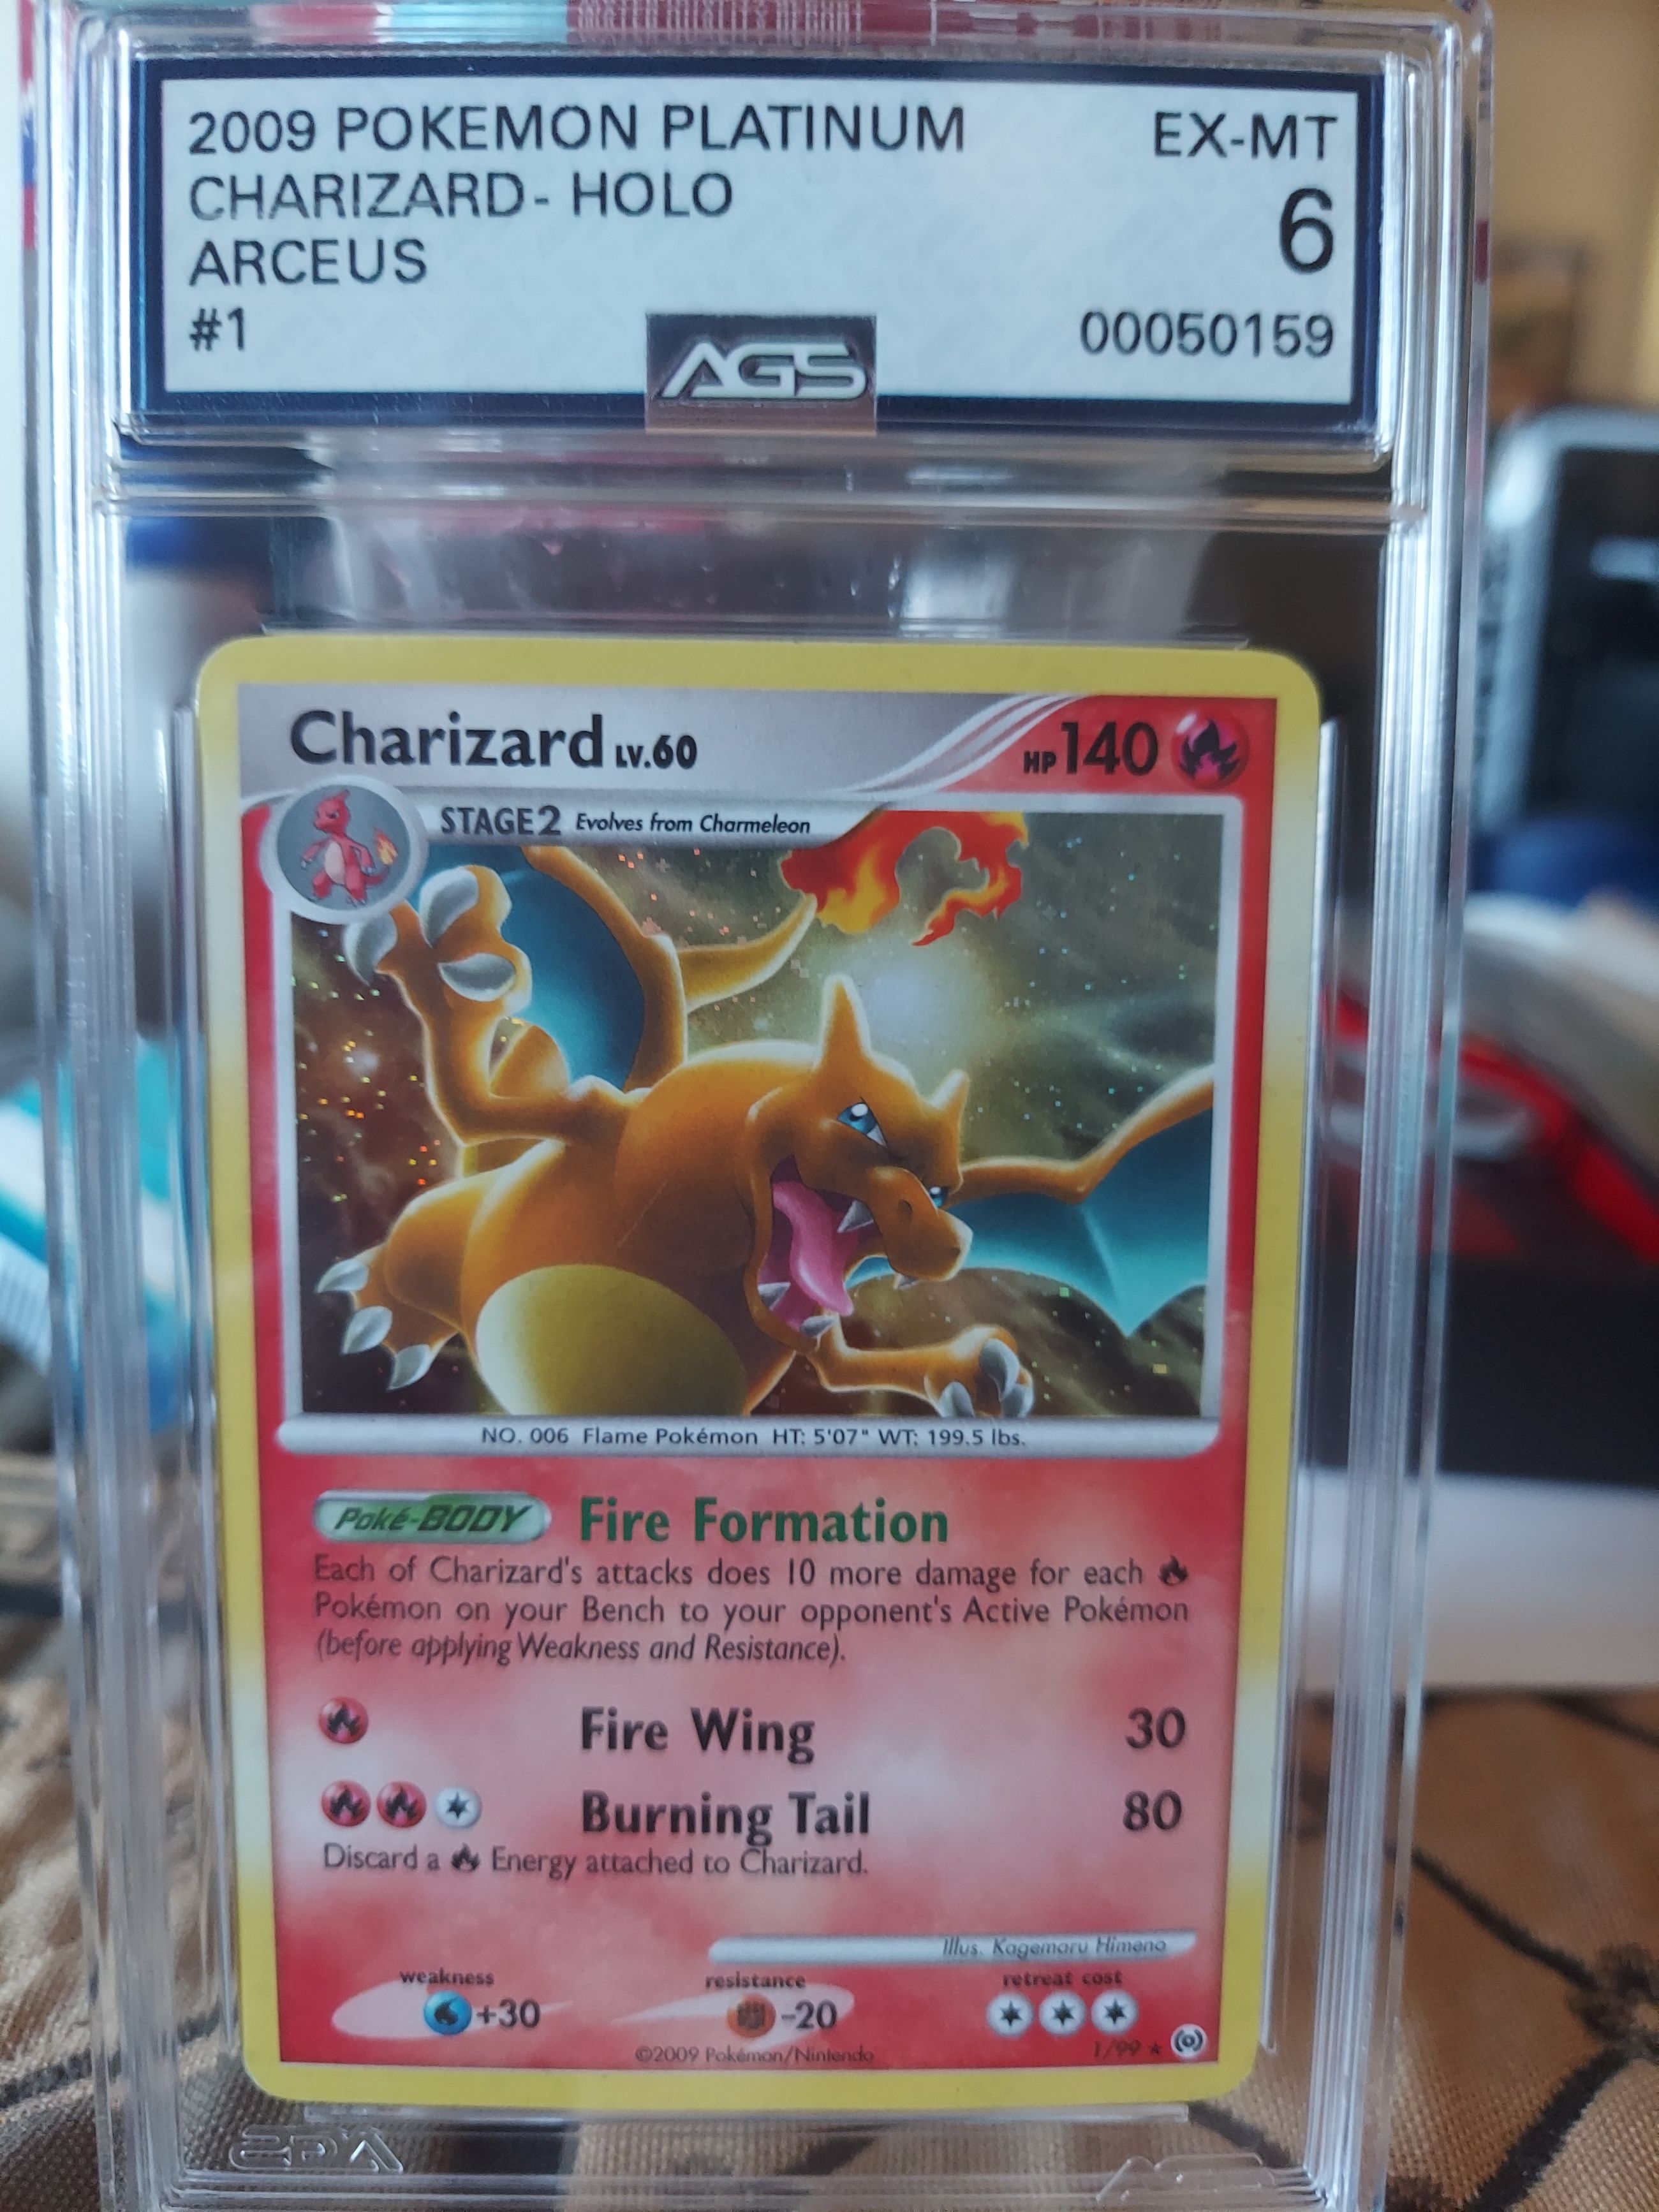 2009 POKEMON PLATINUM EX-MT
CHARIZARD- HOLO 6
ARCEUS
#1 00050159
AGS
Charizard LV.60 HP 140
STAGE2 Evolves from Charmeleon
NO. 006 Flame Pokémon HT: 5'07" WT: 199.5 lbs.
Poké-BODY Fire Formation
Each of Charizard's attacks does 10 more damage for each
Pokémon on your Bench to your opponent's Active Pokémon
(before applying Weakness and Resistance).
Fire Wing 30
Burning Tail 80
Discard a Energy attached to Charizard.
Illus. Kagemaru Himeno
weakness resistance retreat cost
+30 -20
©2009 Pokémon/Nintendo 1/99